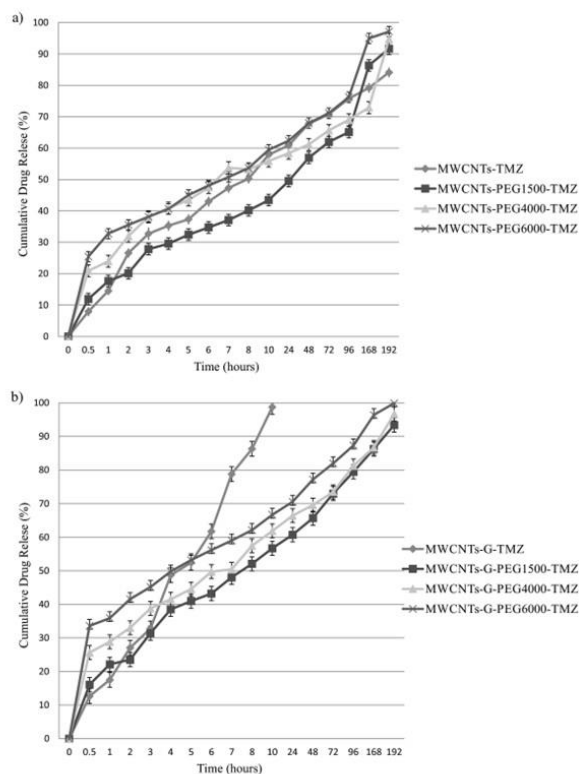 a)
100
90
80
70
60
50
40
30
20
10
0
Cumulative Drug Relese (%)
0 0.5 1 2 3 4 5 6 7 8 10 24 48 72 96 168 192
Time (hours)
MWCNTs-TMZ
MWCNTs-PEG1500-TMZ
MWCNTs-PEG4000-TMZ
MWCNTs-PEG6000-TMZ
b)
100
90
80
70
60
50
40
30
20
10
0
Cumulative Drug Relese (%)
0 0.5 1 2 3 4 5 6 7 8 10 24 48 72 96 168 192
Time (hours)
MWCNTs-G-TMZ
MWCNTs-G-PEG1500-TMZ
MWCNTs-G-PEG4000-TMZ
MWCNTs-G-PEG6000-TMZ